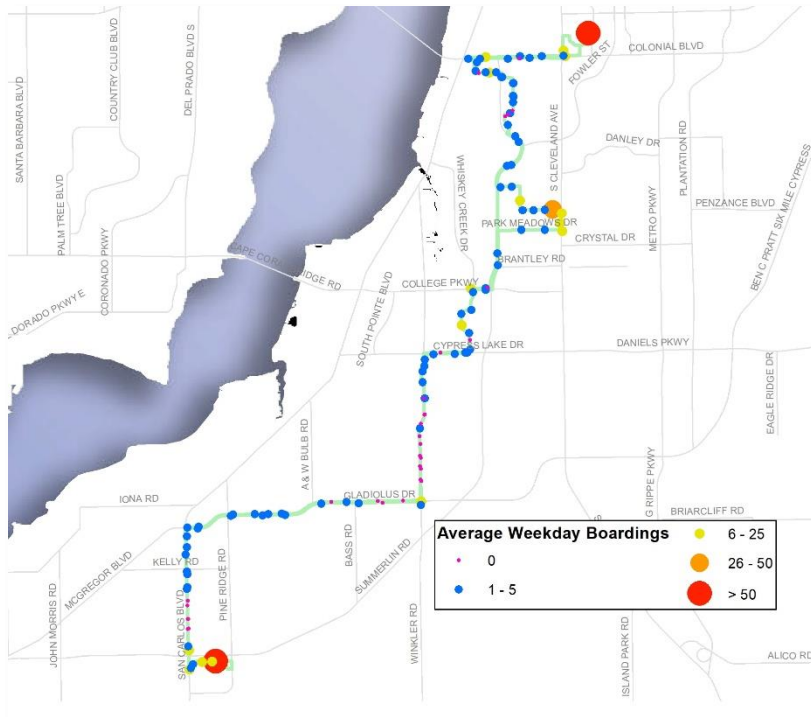 SANTA BARBARA BLVD
COUNTRY CLUB BLVD
DEL PRADO BLVD S
COLONIAL BLVD
FOWLER ST
PALM TREE BLVD
CORONADO PKWY
WHISKEY CREEK DR
S CLEVELAND AVE
DANLEY DR
METRO PKWY
PLANTATION RD
PENZANCE BLVD
BEN C PRATT SIX MILE CYPRESS
PARK MEADOWS DR
CRYSTAL DR
BRANTLEY RD
RIDGE RD
COLLEGE PKWY
DORADO PKWY E
SOUTH POINTE BLVD
CYPRESS LAKE DR
DANIELS PKWY
EAGLE RIDGE DR
A & W BULB RD
G RIPPE PKWY
IONA RD
GLADIOLUS DR
BRIARCLIFF RD
BASS RD
SUMMERLIN RD
KELLY RD
MCGREGOR BLVD
PINE RIDGE RD
JOHN MORRIS RD
SAN CARLOS BLVD
WINKLER RD
ISLAND PARK RD
ALICO RD
Average Weekday Boardings
0
1 - 5
6 - 25
26 - 50
> 50